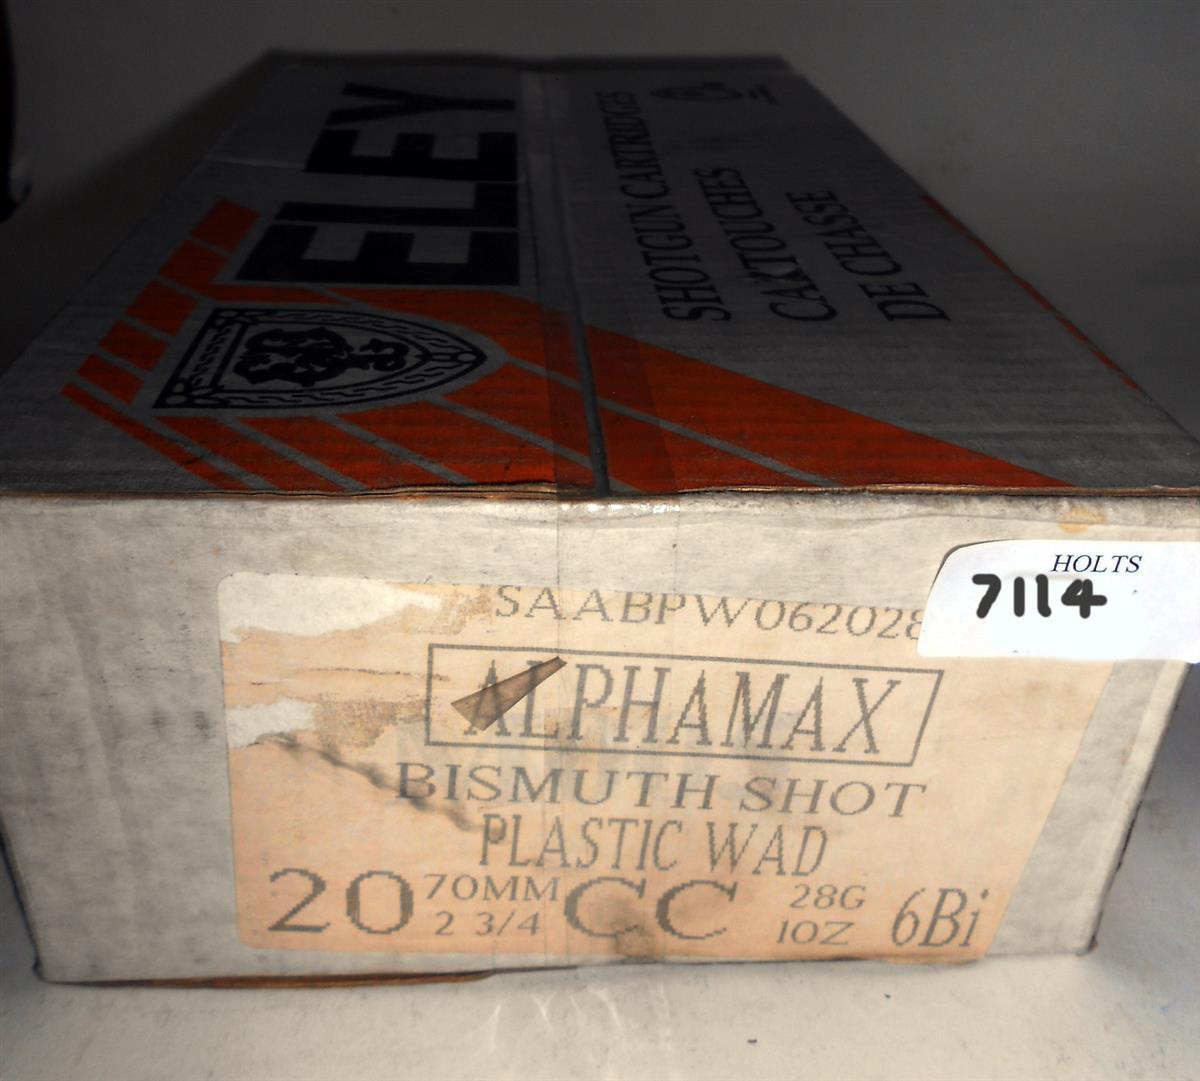 ELEY
SHOTGUN CARTRIDGES
CAXTOUCHES
DE CHASSE
HOLTS
7114
SAABPW062028
ALPHAMAX
BISMUTH SHOT
PLASTIC WAD
20 70MM CC 28G 6Bi
2 3/4 1OZ